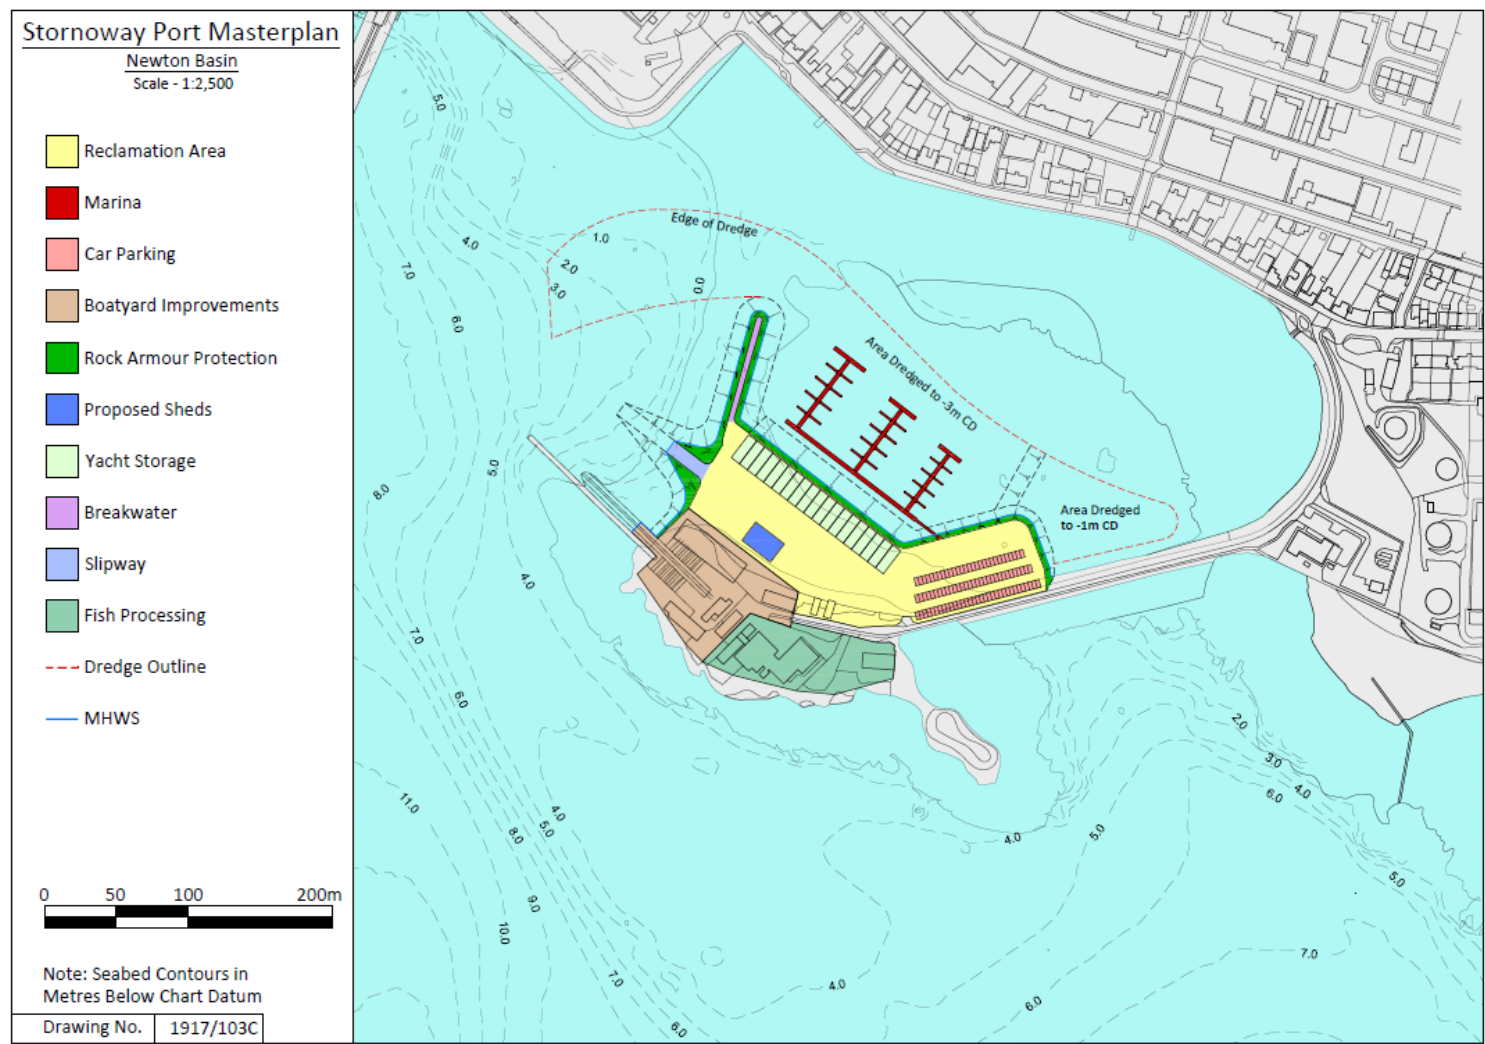 Stornoway Port Masterplan
Newton Basin
Scale - 1:2,500
Reclamation Area
Marina
Car Parking
Boatyard Improvements
Rock Armour Protection
Proposed Sheds
Yacht Storage
Breakwater
Slipway
Fish Processing
Dredge Outline
MHWS
0 50 100 200m
Note: Seabed Contours in
Metres Below Chart Datum
Drawing No. 1917/103C
5.0
4.0
7.0
6.0
1.0
2.0
3.0
0.0
Edge of Dredge
Area Dredged to -3m CD
Area Dredged
to -1m CD
5.0
8.0
4.0
7.0
6.0
11.0
4.0
5.0
8.0
9.0
10.0
7.0
6.0
4.0
6.0
7.0
4.0
5.0
2.0
3.0
4.0
6.0
5.0